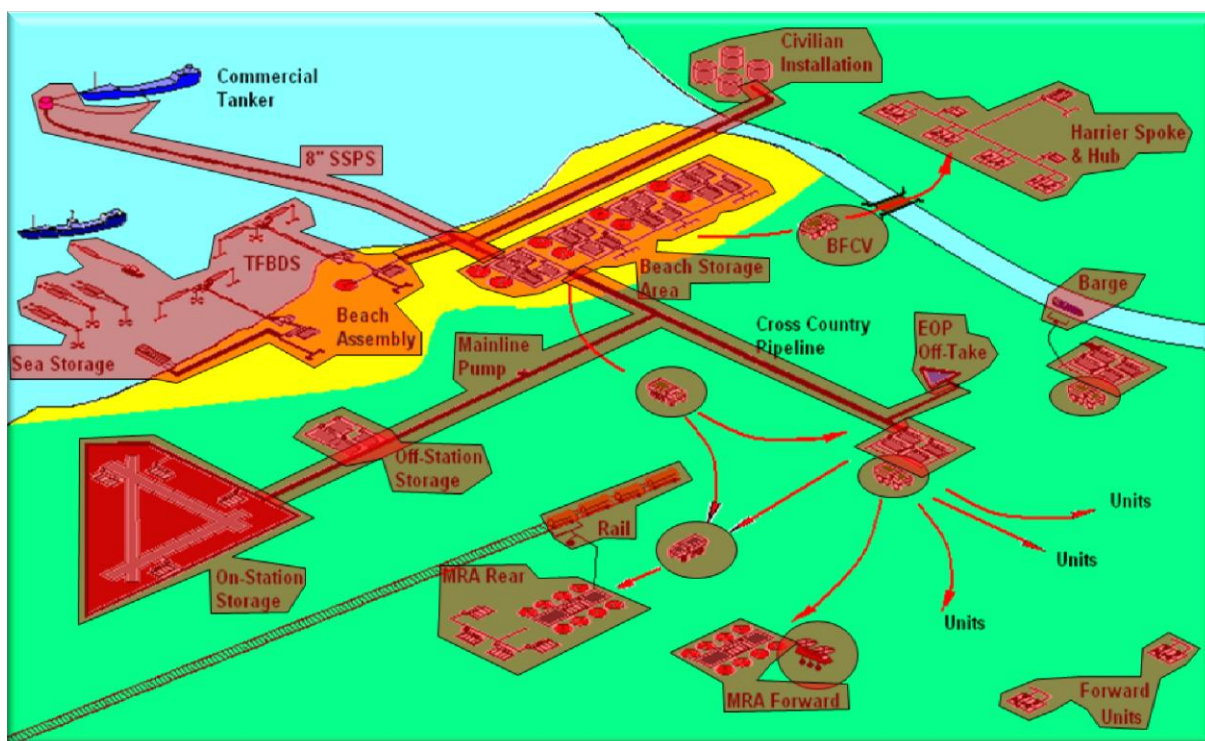 Commercial
Tanker
Civilian
Installation
Harrier Spoke
& Hub
8" SSPS
BFCV
TFBDS
Beach Storage
Area
Barge
Sea Storage
Beach
Assembly
Mainline
Pump
Cross Country
Pipeline
EOP
Off-Take
Off-Station
Storage
Units
Rail
Units
On-Station
Storage
MRA Rear
Units
MRA Forward
Forward
Units